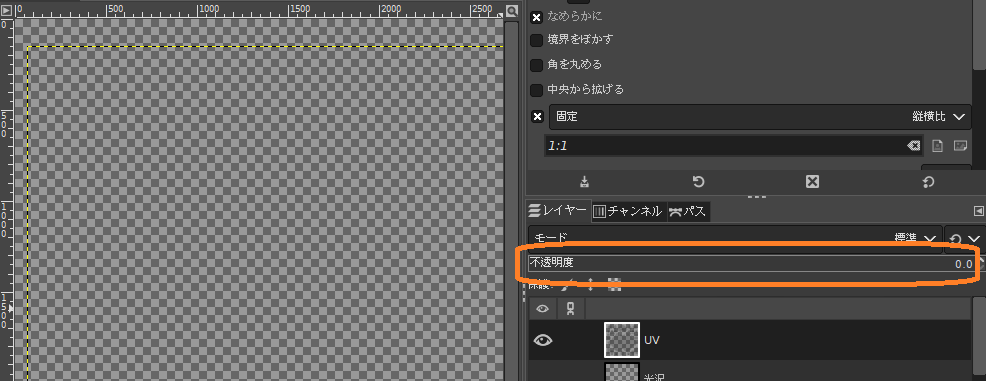 0 500 1000 1500 2000 2500
0
500
1000
1500
なめらかに
境界をぼかす
角を丸める
中央から拡げる
固定 縦横比
1:1
レイヤー チャンネル パス
モード 標準
不透明度 0.0
保護:
UV
光沢